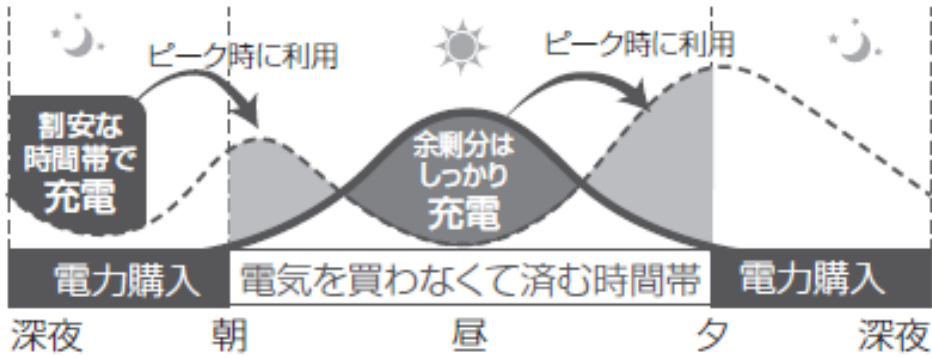 ピーク時に利用
ピーク時に利用
割安な
時間帯で
充電
余剰分は
しっかり
充電
電力購入
電気を買わなくて済む時間帯
電力購入
深夜
朝
昼
夕
深夜